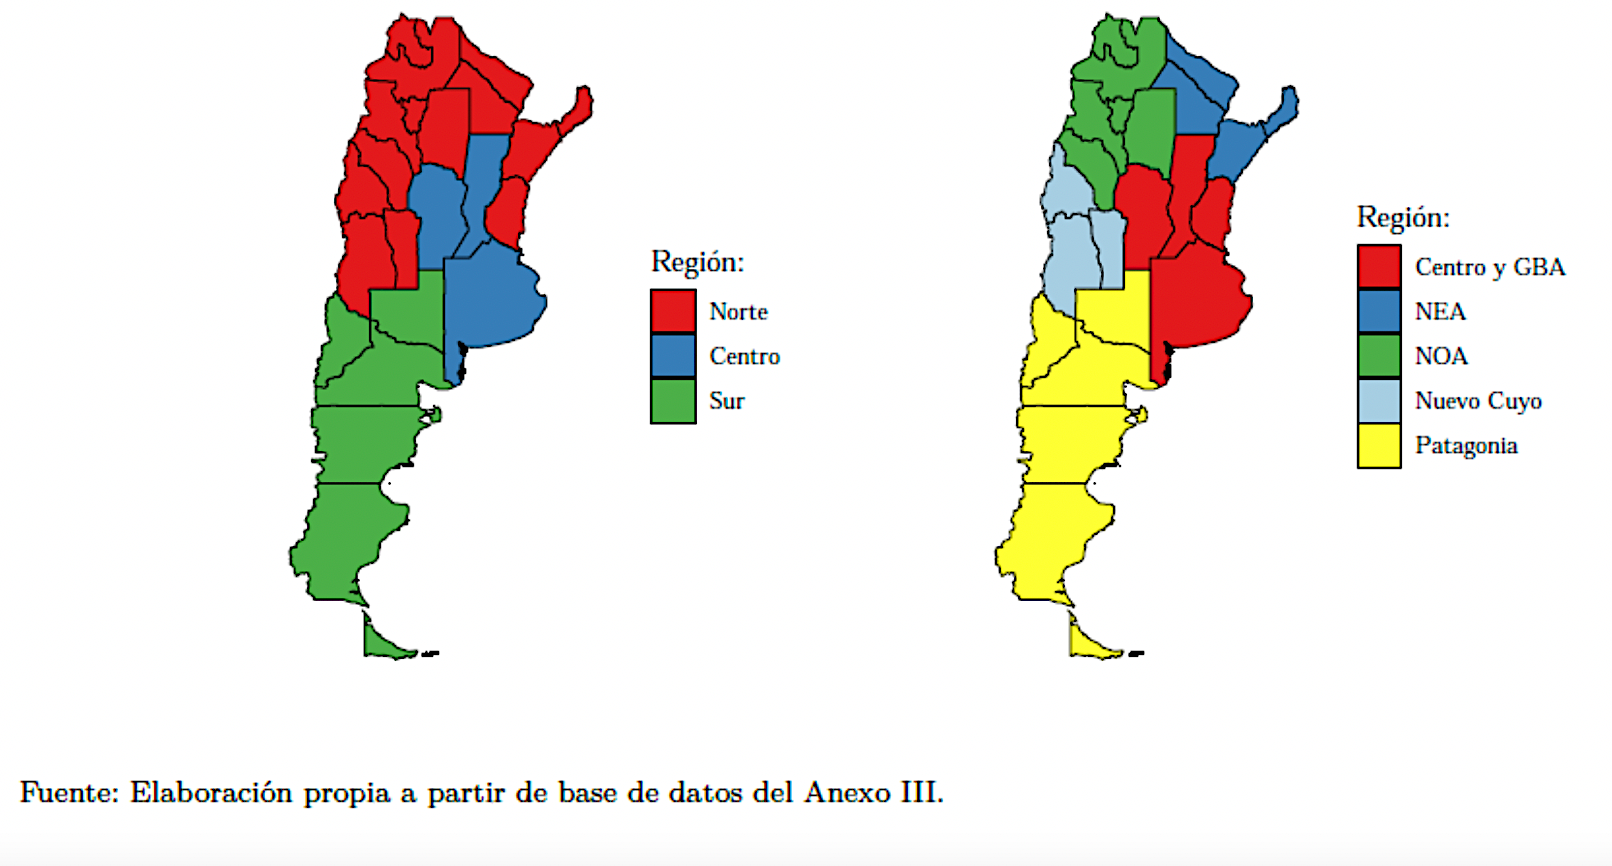 Región:
Norte
Centro
Sur
Región:
Centro y GBA
NEA
NOA
Nuevo Cuyo
Patagonia
Fuente: Elaboración propia a partir de base de datos del Anexo III.